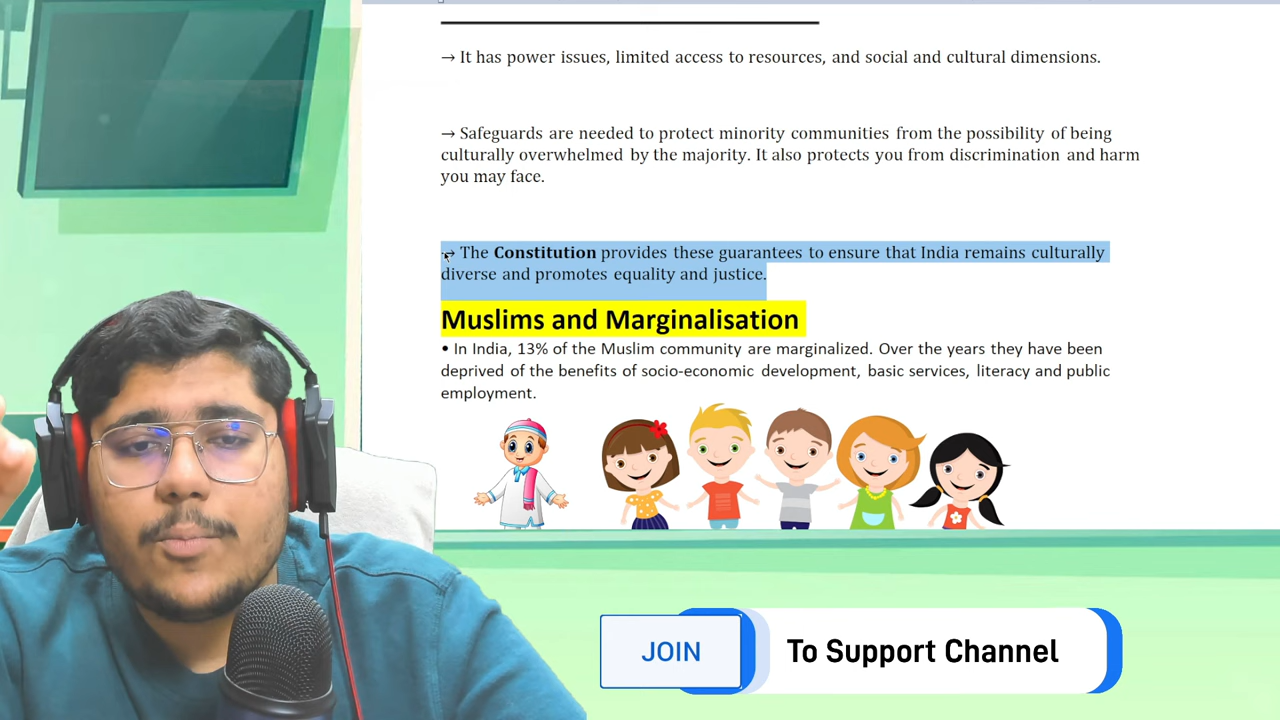 → It has power issues, limited access to resources, and social and cultural dimensions.
→ Safeguards are needed to protect minority communities from the possibility of being
culturally overwhelmed by the majority. It also protects you from discrimination and harm
you may face.
→ The Constitution provides these guarantees to ensure that India remains culturally
diverse and promotes equality and justice.
Muslims and Marginalisation
• In India, 13% of the Muslim community are marginalized. Over the years they have been
deprived of the benefits of socio-economic development, basic services, literacy and public
employment.
JOIN
To Support Channel